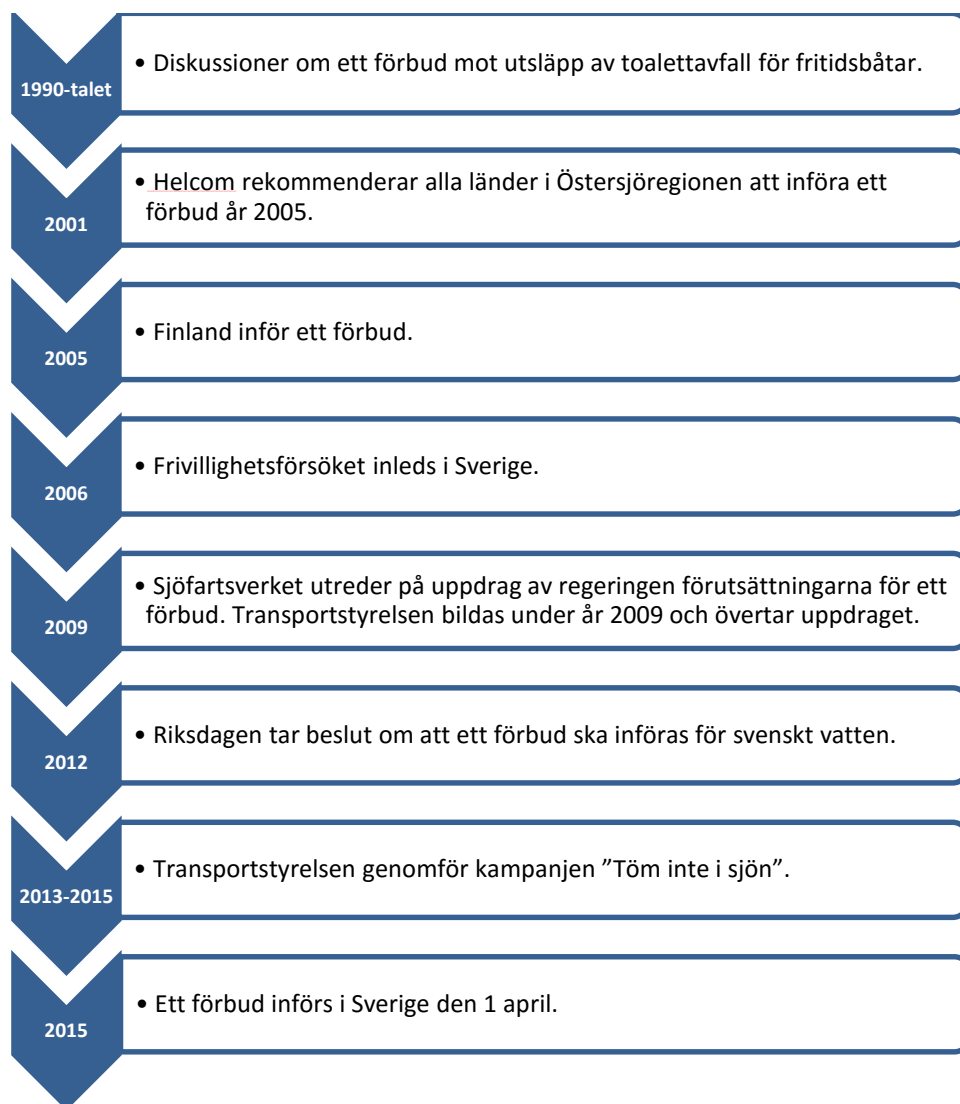 1990-talet
• Diskussioner om ett förbud mot utsläpp av toalettavfall för fritidsbåtar.
2001
• Helcom rekommenderar alla länder i Östersjöregionen att införa ett
förbud år 2005.
2005
• Finland inför ett förbud.
2006
• Frivillighetsförsöket inleds i Sverige.
2009
• Sjöfartsverket utreder på uppdrag av regeringen förutsättningarna för ett
förbud. Transportstyrelsen bildas under år 2009 och övertar uppdraget.
2012
• Riksdagen tar beslut om att ett förbud ska införas för svenskt vatten.
2013-2015
• Transportstyrelsen genomför kampanjen ”Töm inte i sjön”.
2015
• Ett förbud införs i Sverige den 1 april.